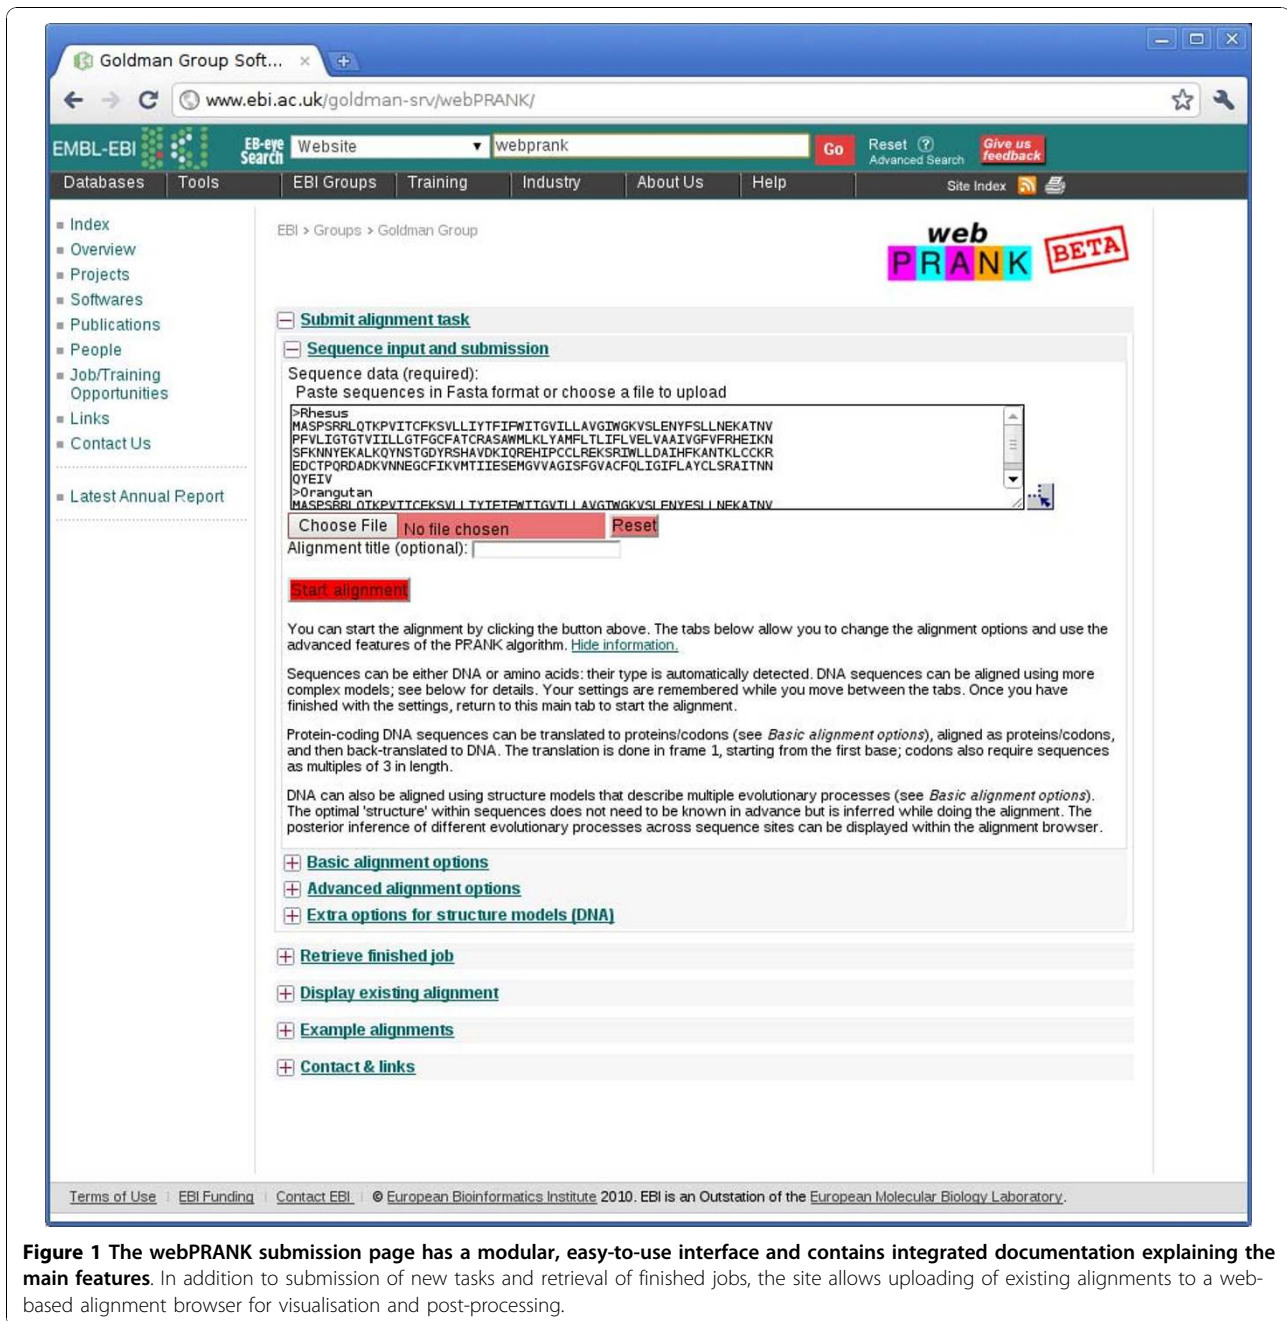 Goldman Group Soft...
www.ebi.ac.uk/goldman-srv/webPRANK/
EMBL-EBI
EB-eye Search
Website
webprank
Go
Reset
Advanced Search
Give us feedback
Databases Tools EBI Groups Training Industry About Us Help Site Index
Index
Overview
Projects
Softwares
Publications
People
Job/Training
Opportunities
Links
Contact Us
Latest Annual Report
EBI > Groups > Goldman Group
web
PRANK
BETA
Submit alignment task
Sequence input and submission
Sequence data (required):
Paste sequences in Fasta format or choose a file to upload
>Rhesus
MASPSRRLQTKPVITCFKSVLLIYTFIFWITGVILLAVGIWGKVSLENYFSLLNEKATNV
PFVLIGTGTVIILLGTFGCFATCRASAWMLKLYAMFLTLIFLVELVAAIVGFVFRHEIKN
SFKNNYEKALKQYNSTGDYRSHAVDKIQREHIPCCLREKSRIWLLDAIHFKANTKLCCKR
EDCTPQRDADKVNNEGCFIKVMTIIESEMGVVAGISFGVACFQLIGIFLAYCLSRAITNN
QYEIV
>Orangutan
MASPSRRLQTKPVITCFKSVLLIYTFIFWITGVILLAVGIWGKVSLENYFSLLNEKATNV
Choose File No file chosen Reset
Alignment title (optional):
Start alignment
You can start the alignment by clicking the button above. The tabs below allow you to change the alignment options and use the
advanced features of the PRANK algorithm. Hide information.
Sequences can be either DNA or amino acids: their type is automatically detected. DNA sequences can be aligned using more
complex models; see below for details. Your settings are remembered while you move between the tabs. Once you have
finished with the settings, return to this main tab to start the alignment.
Protein-coding DNA sequences can be translated to proteins/codons (see Basic alignment options), aligned as proteins/codons,
and then back-translated to DNA. The translation is done in frame 1, starting from the first base; codons also require sequences
as multiples of 3 in length.
DNA can also be aligned using structure models that describe multiple evolutionary processes (see Basic alignment options).
The optimal 'structure' within sequences does not need to be known in advance but is inferred while doing the alignment. The
posterior inference of different evolutionary processes across sequence sites can be displayed within the alignment browser.
Basic alignment options
Advanced alignment options
Extra options for structure models (DNA)
Retrieve finished job
Display existing alignment
Example alignments
Contact & links
Terms of Use | EBI Funding | Contact EBI | © European Bioinformatics Institute 2010. EBI is an Outstation of the European Molecular Biology Laboratory.
Figure 1 The webPRANK submission page has a modular, easy-to-use interface and contains integrated documentation explaining the
main features. In addition to submission of new tasks and retrieval of finished jobs, the site allows uploading of existing alignments to a web-
based alignment browser for visualisation and post-processing.